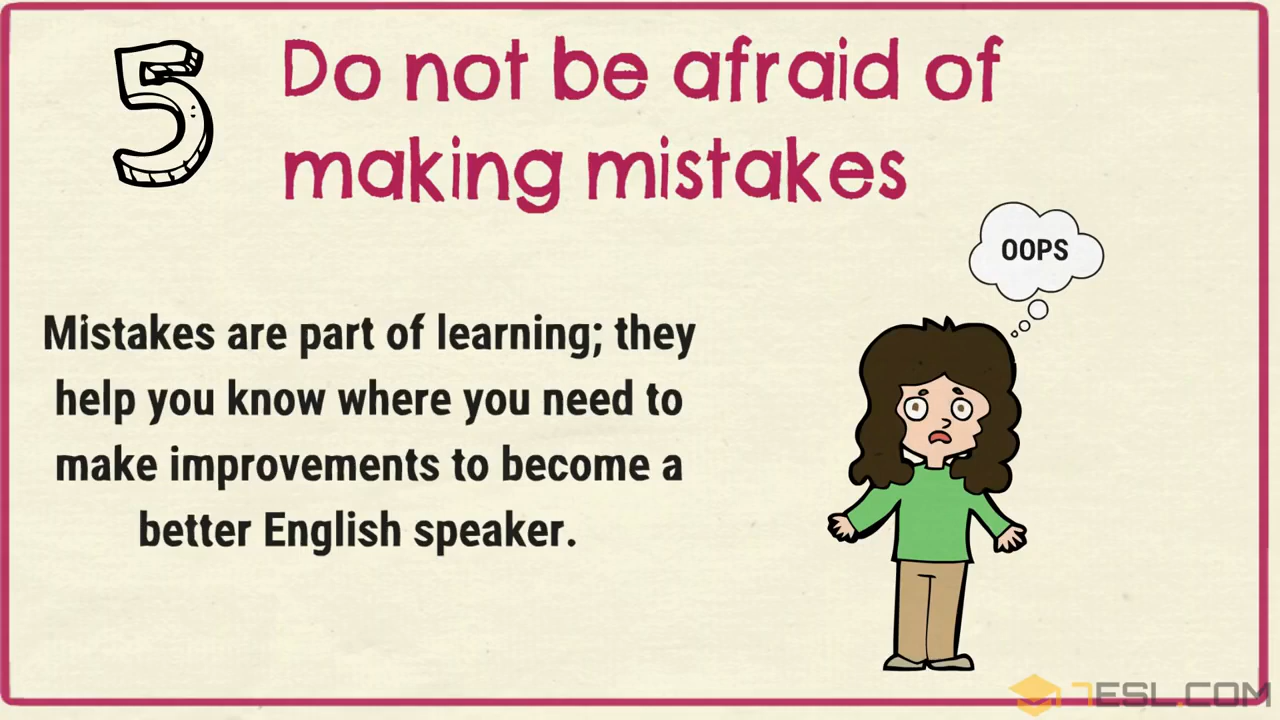 5
Do not be afraid of
making mistakes
OOPS
Mistakes are part of learning; they
help you know where you need to
make improvements to become a
better English speaker.
7ESL.COM